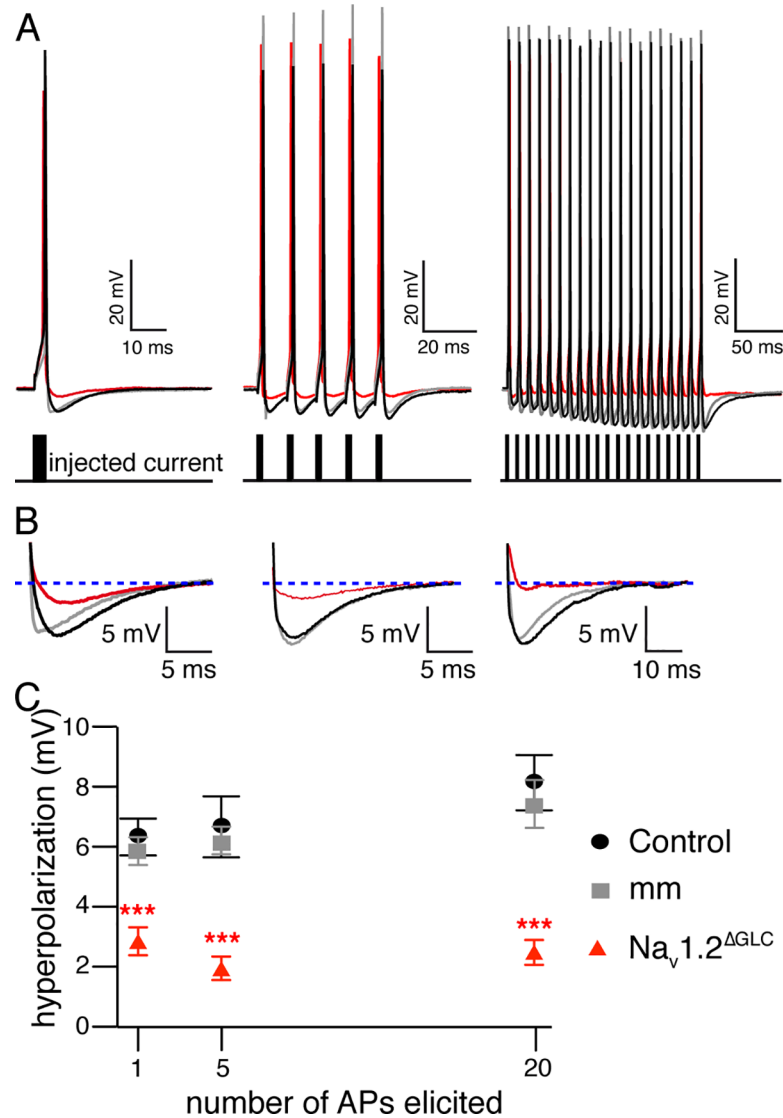 A
20 mV
10 ms
20 mV
20 ms
20 mV
50 ms
injected current
B
5 mV
5 ms
5 mV
5 ms
5 mV
10 ms
C
hyperpolarization (mV)
10
8
6
4
2
0
***
***
***
1
5
20
number of APs elicited
Control
mm
Nav1.2ΔGLC